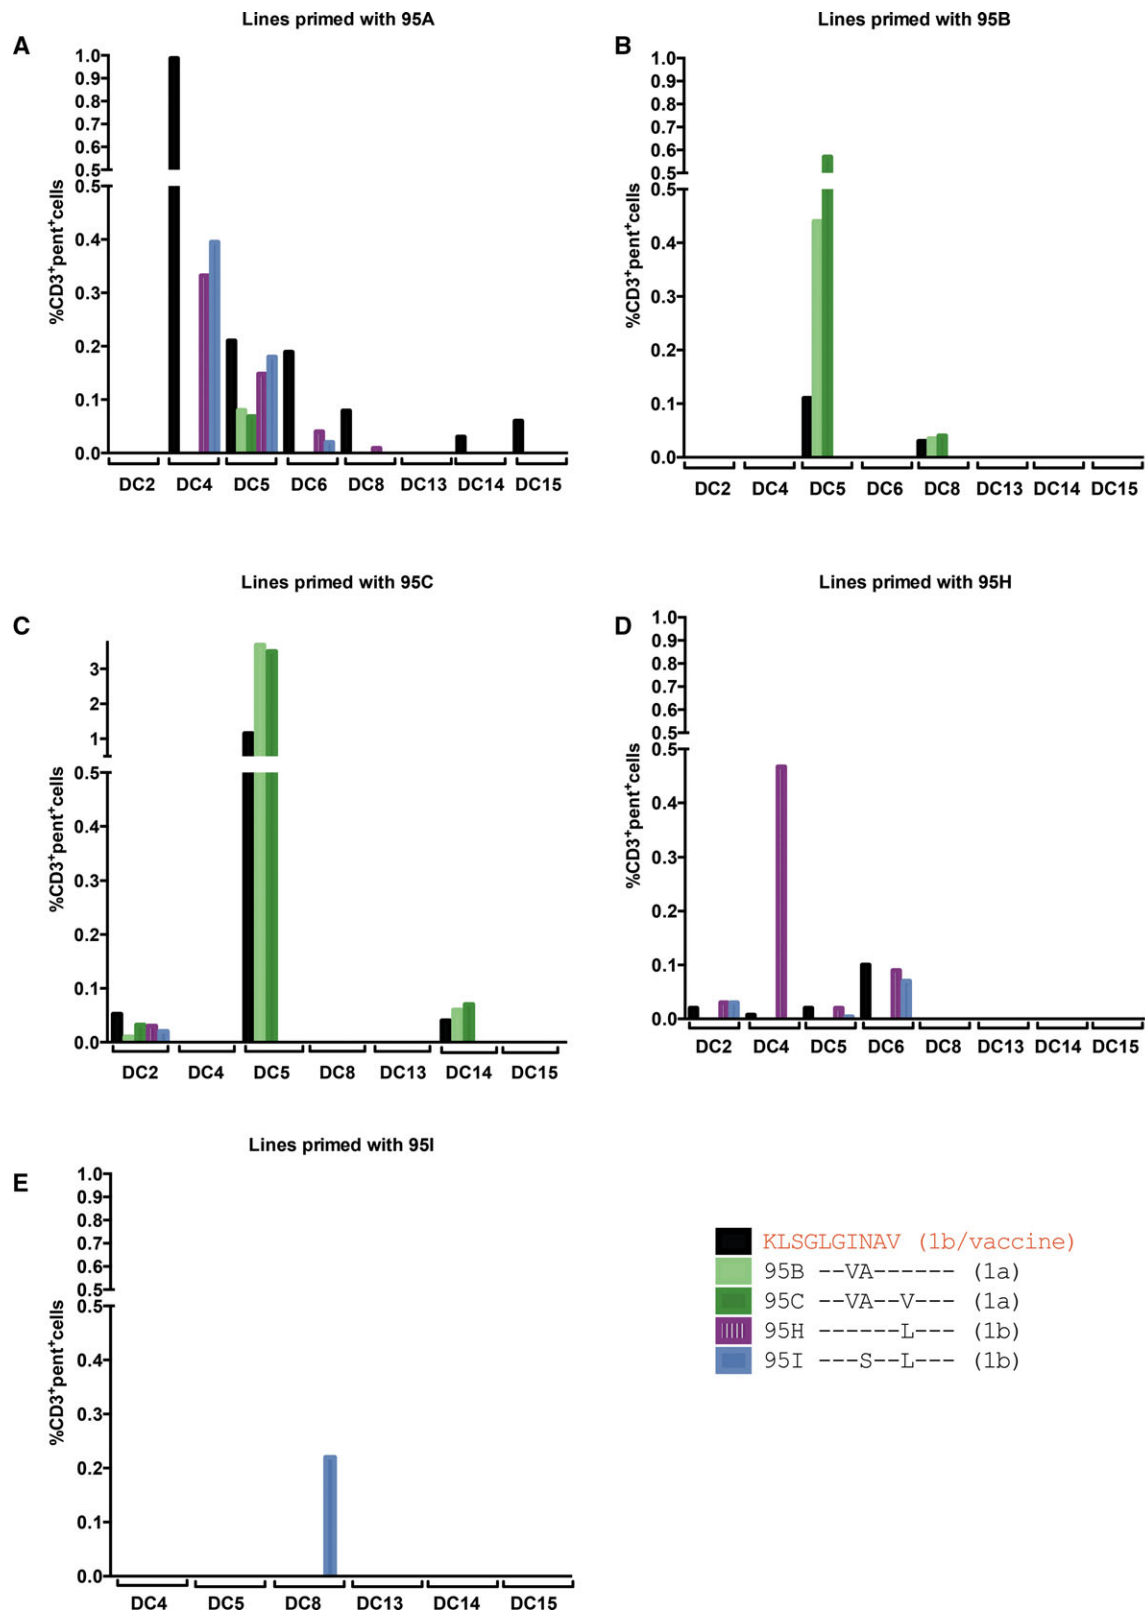 Lines primed with 95A
A
%CD3+pent+cells
1.0
0.9
0.8
0.7
0.6
0.5
0.5
0.4
0.3
0.2
0.1
0.0
DC2 DC4 DC5 DC6 DC8 DC13 DC14 DC15
Lines primed with 95B
B
%CD3+pent+cells
1.0
0.9
0.8
0.7
0.6
0.5
0.5
0.4
0.3
0.2
0.1
0.0
DC2 DC4 DC5 DC6 DC8 DC13 DC14 DC15
Lines primed with 95C
C
%CD3+pent+cells
3
2
1
0.5
0.4
0.3
0.2
0.1
0.0
DC2 DC4 DC5 DC8 DC13 DC14 DC15
Lines primed with 95H
D
%CD3+pent+cells
1.0
0.9
0.8
0.7
0.6
0.5
0.5
0.4
0.3
0.2
0.1
0.0
DC2 DC4 DC5 DC6 DC8 DC13 DC14 DC15
Lines primed with 95I
E
%CD3+pent+cells
1.0
0.9
0.8
0.7
0.6
0.5
0.5
0.4
0.3
0.2
0.1
0.0
DC4 DC5 DC8 DC13 DC14 DC15
KLSGLGINAV (1b/vaccine)
95B --VA------ (1a)
95C --VA--V--- (1a)
95H ------L--- (1b)
95I ---S--L--- (1b)